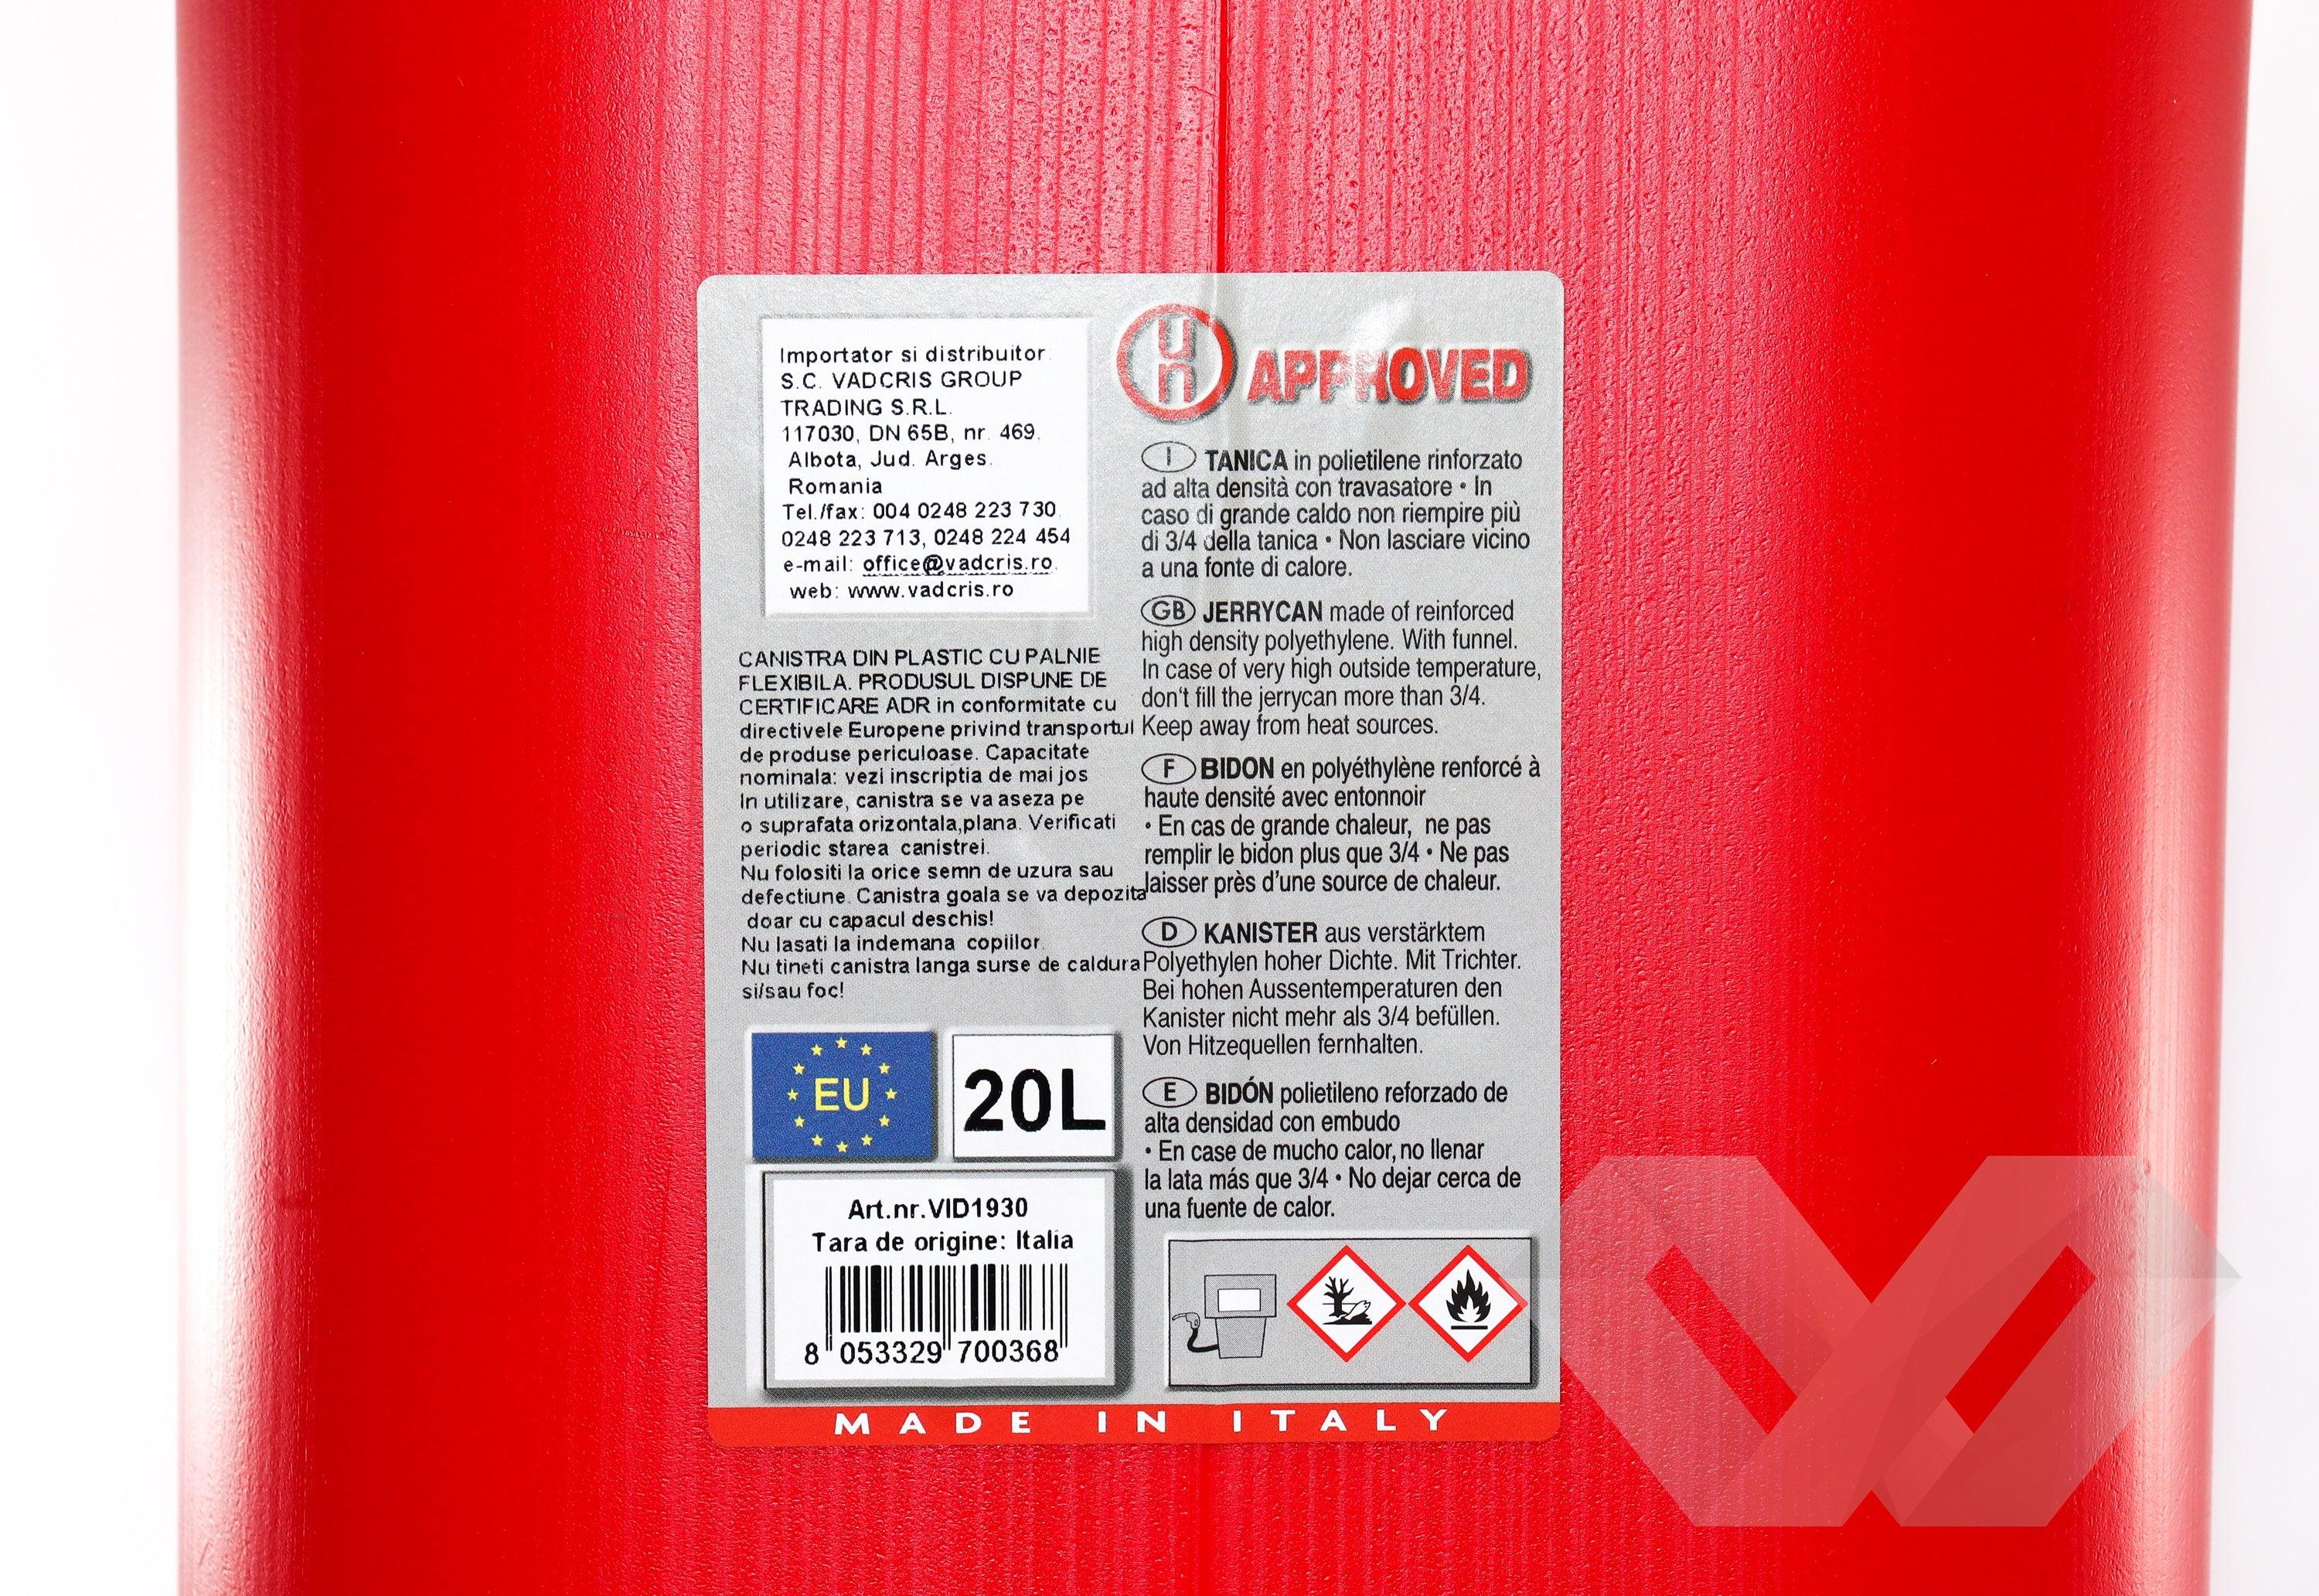 Importator si distribuitor:
S.C. VADCRIS GROUP
TRADING S.R.L.
117030, DN 65B, nr. 469,
Albota, Jud. Arges.
Romania
Tel./fax: 004 0248 223 730,
0248 223 713, 0248 224 454
e-mail: office@vadcris.ro,
web: www.vadcris.ro
CANISTRA DIN PLASTIC CU PALNIE
FLEXIBILA. PRODUSUL DISPUNE DE
CERTIFICARE ADR in conformitate cu
directivele Europene privind transportul
de produse periculoase. Capacitate
nominala: vezi inscriptia de mai jos
In utilizare, canistra se va aseza pe
o suprafata orizontala,plana. Verificati
periodic starea canistrei.
Nu folositi la orice semn de uzura sau
defectiune. Canistra goala se va depozita
doar cu capacul deschis!
Nu lasati la indemana copiilor.
Nu tineti canistra langa surse de caldura
si/sau foc!
EU
20L
Art.nr.VID1930
Tara de origine: Italia
8 053329 700368
un APPROVED
I TANICA in polietilene rinforzato
ad alta densità con travasatore • In
caso di grande caldo non riempire più
di 3/4 della tanica • Non lasciare vicino
a una fonte di calore.
GB JERRYCAN made of reinforced
high density polyethylene. With funnel.
In case of very high outside temperature,
don't fill the jerrycan more than 3/4.
Keep away from heat sources.
F BIDON en polyéthylène renforcé à
haute densité avec entonnoir
• En cas de grande chaleur, ne pas
remplir le bidon plus que 3/4 • Ne pas
laisser près d'une source de chaleur.
D KANISTER aus verstärktem
Polyethylen hoher Dichte. Mit Trichter.
Bei hohen Aussentemperaturen den
Kanister nicht mehr als 3/4 befüllen.
Von Hitzequellen fernhalten.
E BIDÓN polietileno reforzado de
alta densidad con embudo
• En case de mucho calor, no llenar
la lata más que 3/4 • No dejar cerca de
una fuente de calor.
MADE IN ITALY